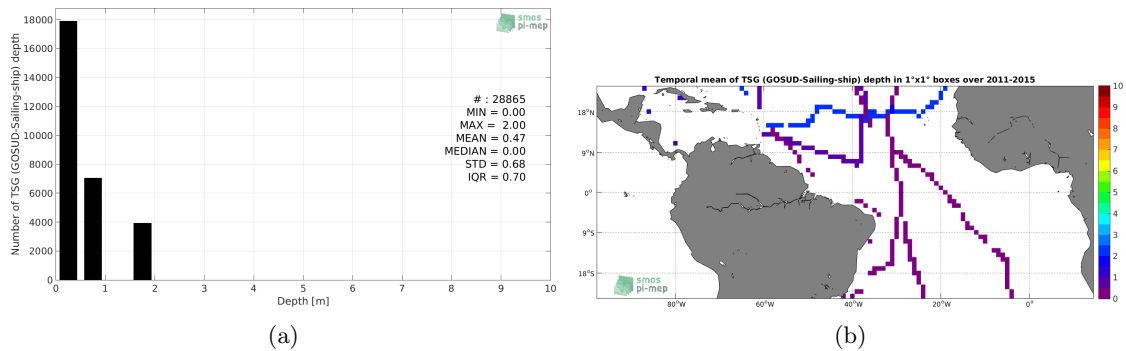 18000
16000
14000
12000
10000
8000
6000
4000
2000
0
Number of TSG (GOSUD-Sailing-ship) depth
smos
pi-mep
# : 28865
MIN = 0.00
MAX = 2.00
MEAN = 0.47
MEDIAN = 0.00
STD = 0.68
IQR = 0.70
0 1 2 3 4 5 6 7 8 9 10
Depth [m]
(a)
Temporal mean of TSG (GOSUD-Sailing-ship) depth in 1°x1° boxes over 2011-2015
18°N
9°N
0°
9°S
18°S
smos
pi-mep
80°W 60°W 40°W 20°W 0°
10
9
8
7
6
5
4
3
2
1
0
(b)